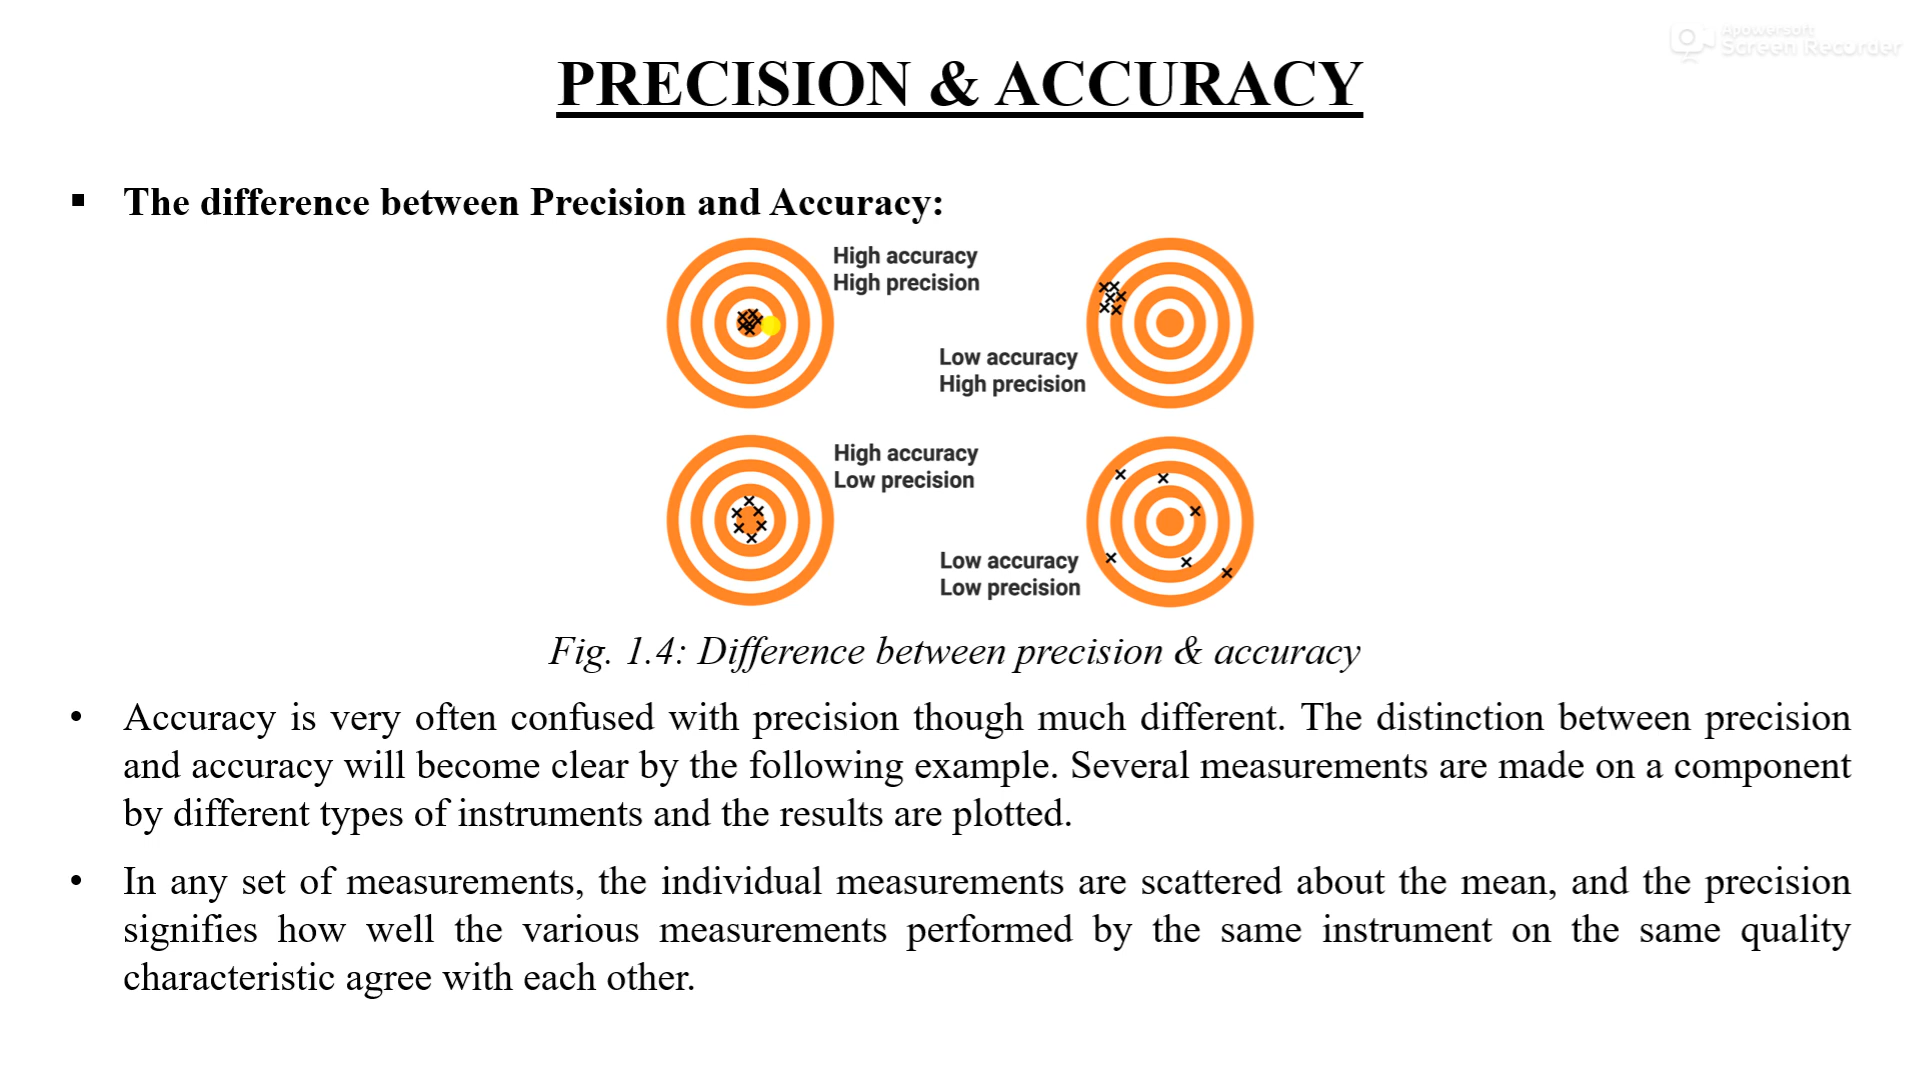 Apowersoft
Screen Recorder
PRECISION & ACCURACY
▪ The difference between Precision and Accuracy:
High accuracy
High precision
Low accuracy
High precision
High accuracy
Low precision
Low accuracy
Low precision
Fig. 1.4: Difference between precision & accuracy
• Accuracy is very often confused with precision though much different. The distinction between precision
and accuracy will become clear by the following example. Several measurements are made on a component
by different types of instruments and the results are plotted.
• In any set of measurements, the individual measurements are scattered about the mean, and the precision
signifies how well the various measurements performed by the same instrument on the same quality
characteristic agree with each other.